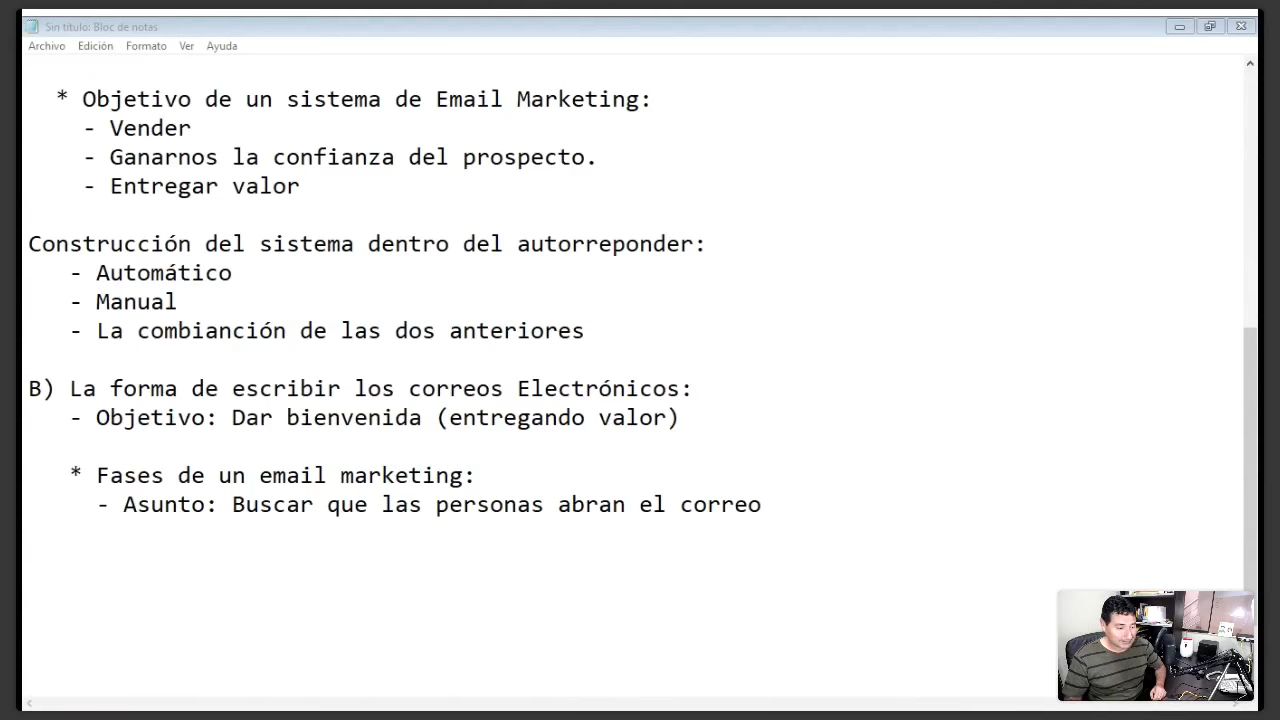 Sin título: Bloc de notas
Archivo Edición Formato Ver Ayuda
* Objetivo de un sistema de Email Marketing:
- Vender
- Ganarnos la confianza del prospecto.
- Entregar valor
Construcción del sistema dentro del autorreponder:
- Automático
- Manual
- La combianción de las dos anteriores
B) La forma de escribir los correos Electrónicos:
- Objetivo: Dar bienvenida (entregando valor)
* Fases de un email marketing:
- Asunto: Buscar que las personas abran el correo